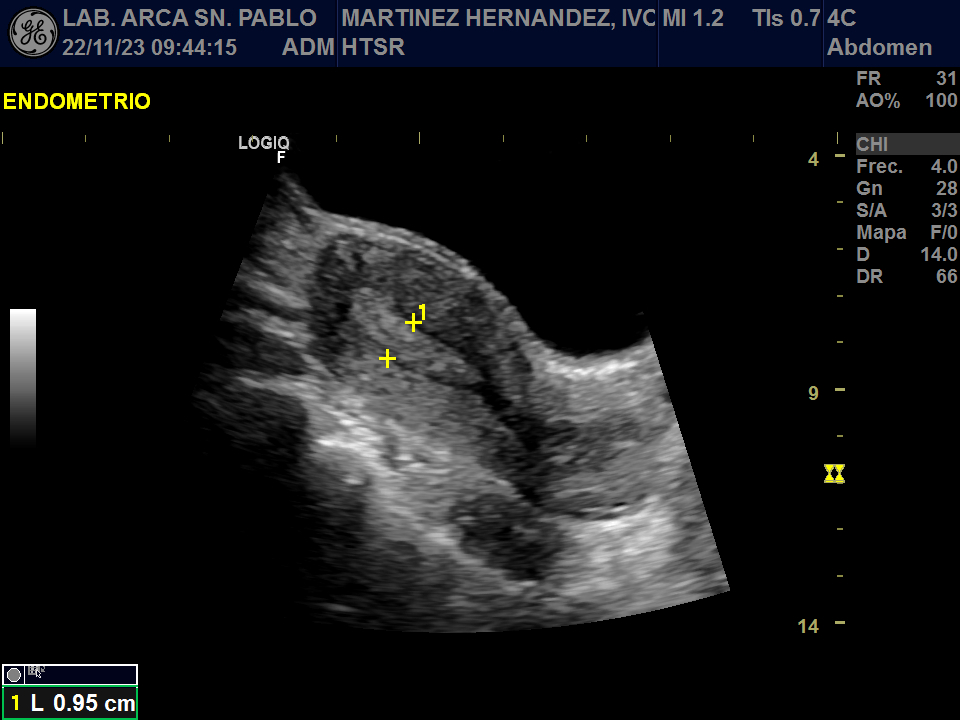 LAB. ARCA SN. PABLO MARTINEZ HERNANDEZ, IVC MI 1.2 TIs 0.7 4C
22/11/23 09:44:15 ADM HTSR Abdomen
FR 31
ENDOMETRIO
AO% 100
LOGIQ
CHI
F
4
Frec. 4.0
Gn 28
S/A 3/3
Mapa F/0
D 14.0
DR 66
1
9
14
1 L 0.95 cm